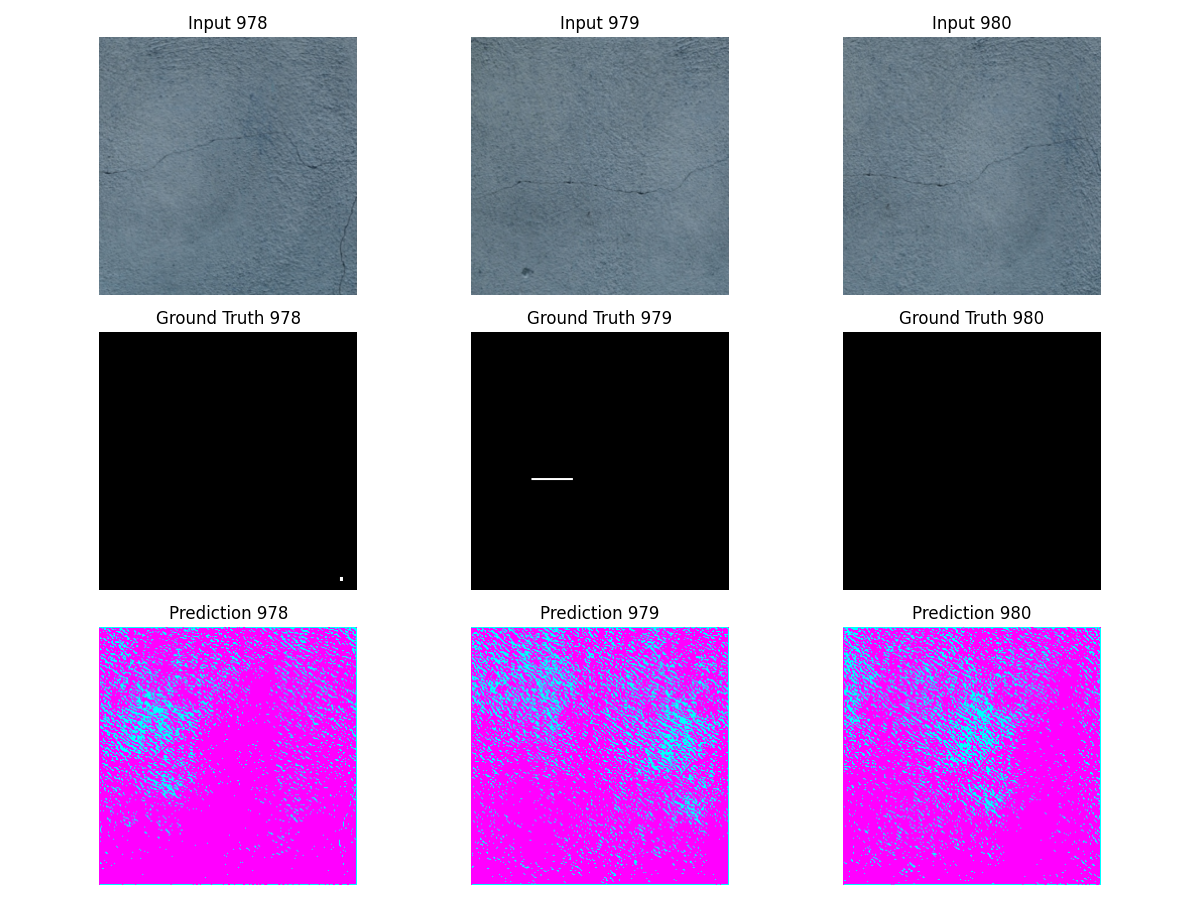 Input 978
Input 979
Input 980
Ground Truth 978
Ground Truth 979
Ground Truth 980
Prediction 978
Prediction 979
Prediction 980